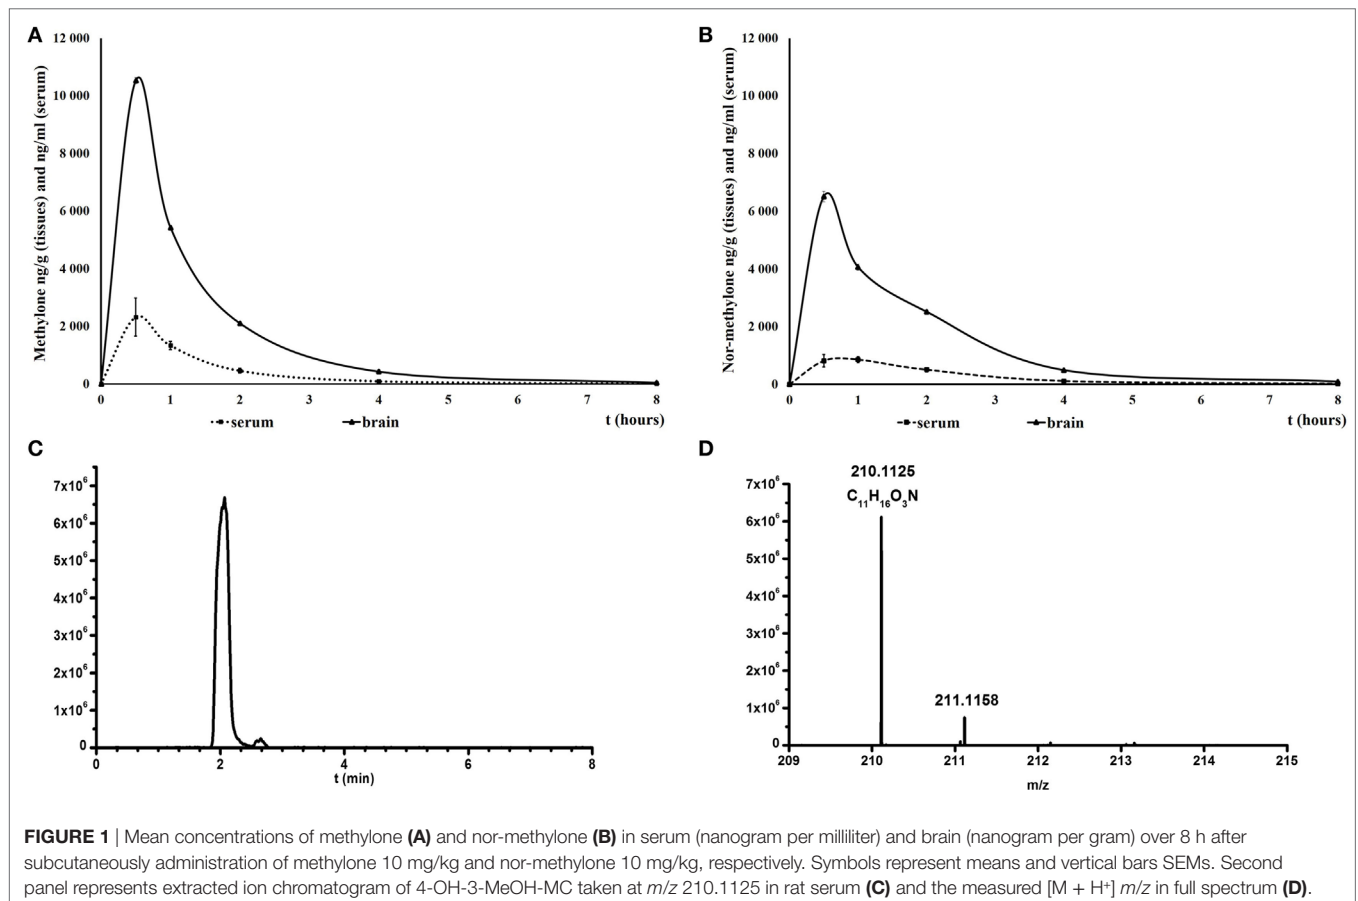 A
Methylone ng/g (tissues) and ng/ml (serum)
12 000
10 000
8 000
6 000
4 000
2 000
0
0 1 2 3 4 5 6 7 8
t (hours)
serum brain
B
Nor-methylone ng/g (tissues) and ng/ml (serum)
12 000
10 000
8 000
6 000
4 000
2 000
0
0 1 2 3 4 5 6 7 8
t (hours)
serum brain
C
7x10⁶
6x10⁶
5x10⁶
4x10⁶
3x10⁶
2x10⁶
1x10⁶
0
0 2 4 6 8
t (min)
D
210.1125
C₁₁H₁₆O₃N
7x10⁶
6x10⁶
5x10⁶
4x10⁶
3x10⁶
2x10⁶
1x10⁶
0
211.1158
209 210 211 212 213 214 215
m/z
FIGURE 1 | Mean concentrations of methylone (A) and nor-methylone (B) in serum (nanogram per milliliter) and brain (nanogram per gram) over 8 h after
subcutaneously administration of methylone 10 mg/kg and nor-methylone 10 mg/kg, respectively. Symbols represent means and vertical bars SEMs. Second
panel represents extracted ion chromatogram of 4-OH-3-MeOH-MC taken at m/z 210.1125 in rat serum (C) and the measured [M + H⁺] m/z in full spectrum (D).